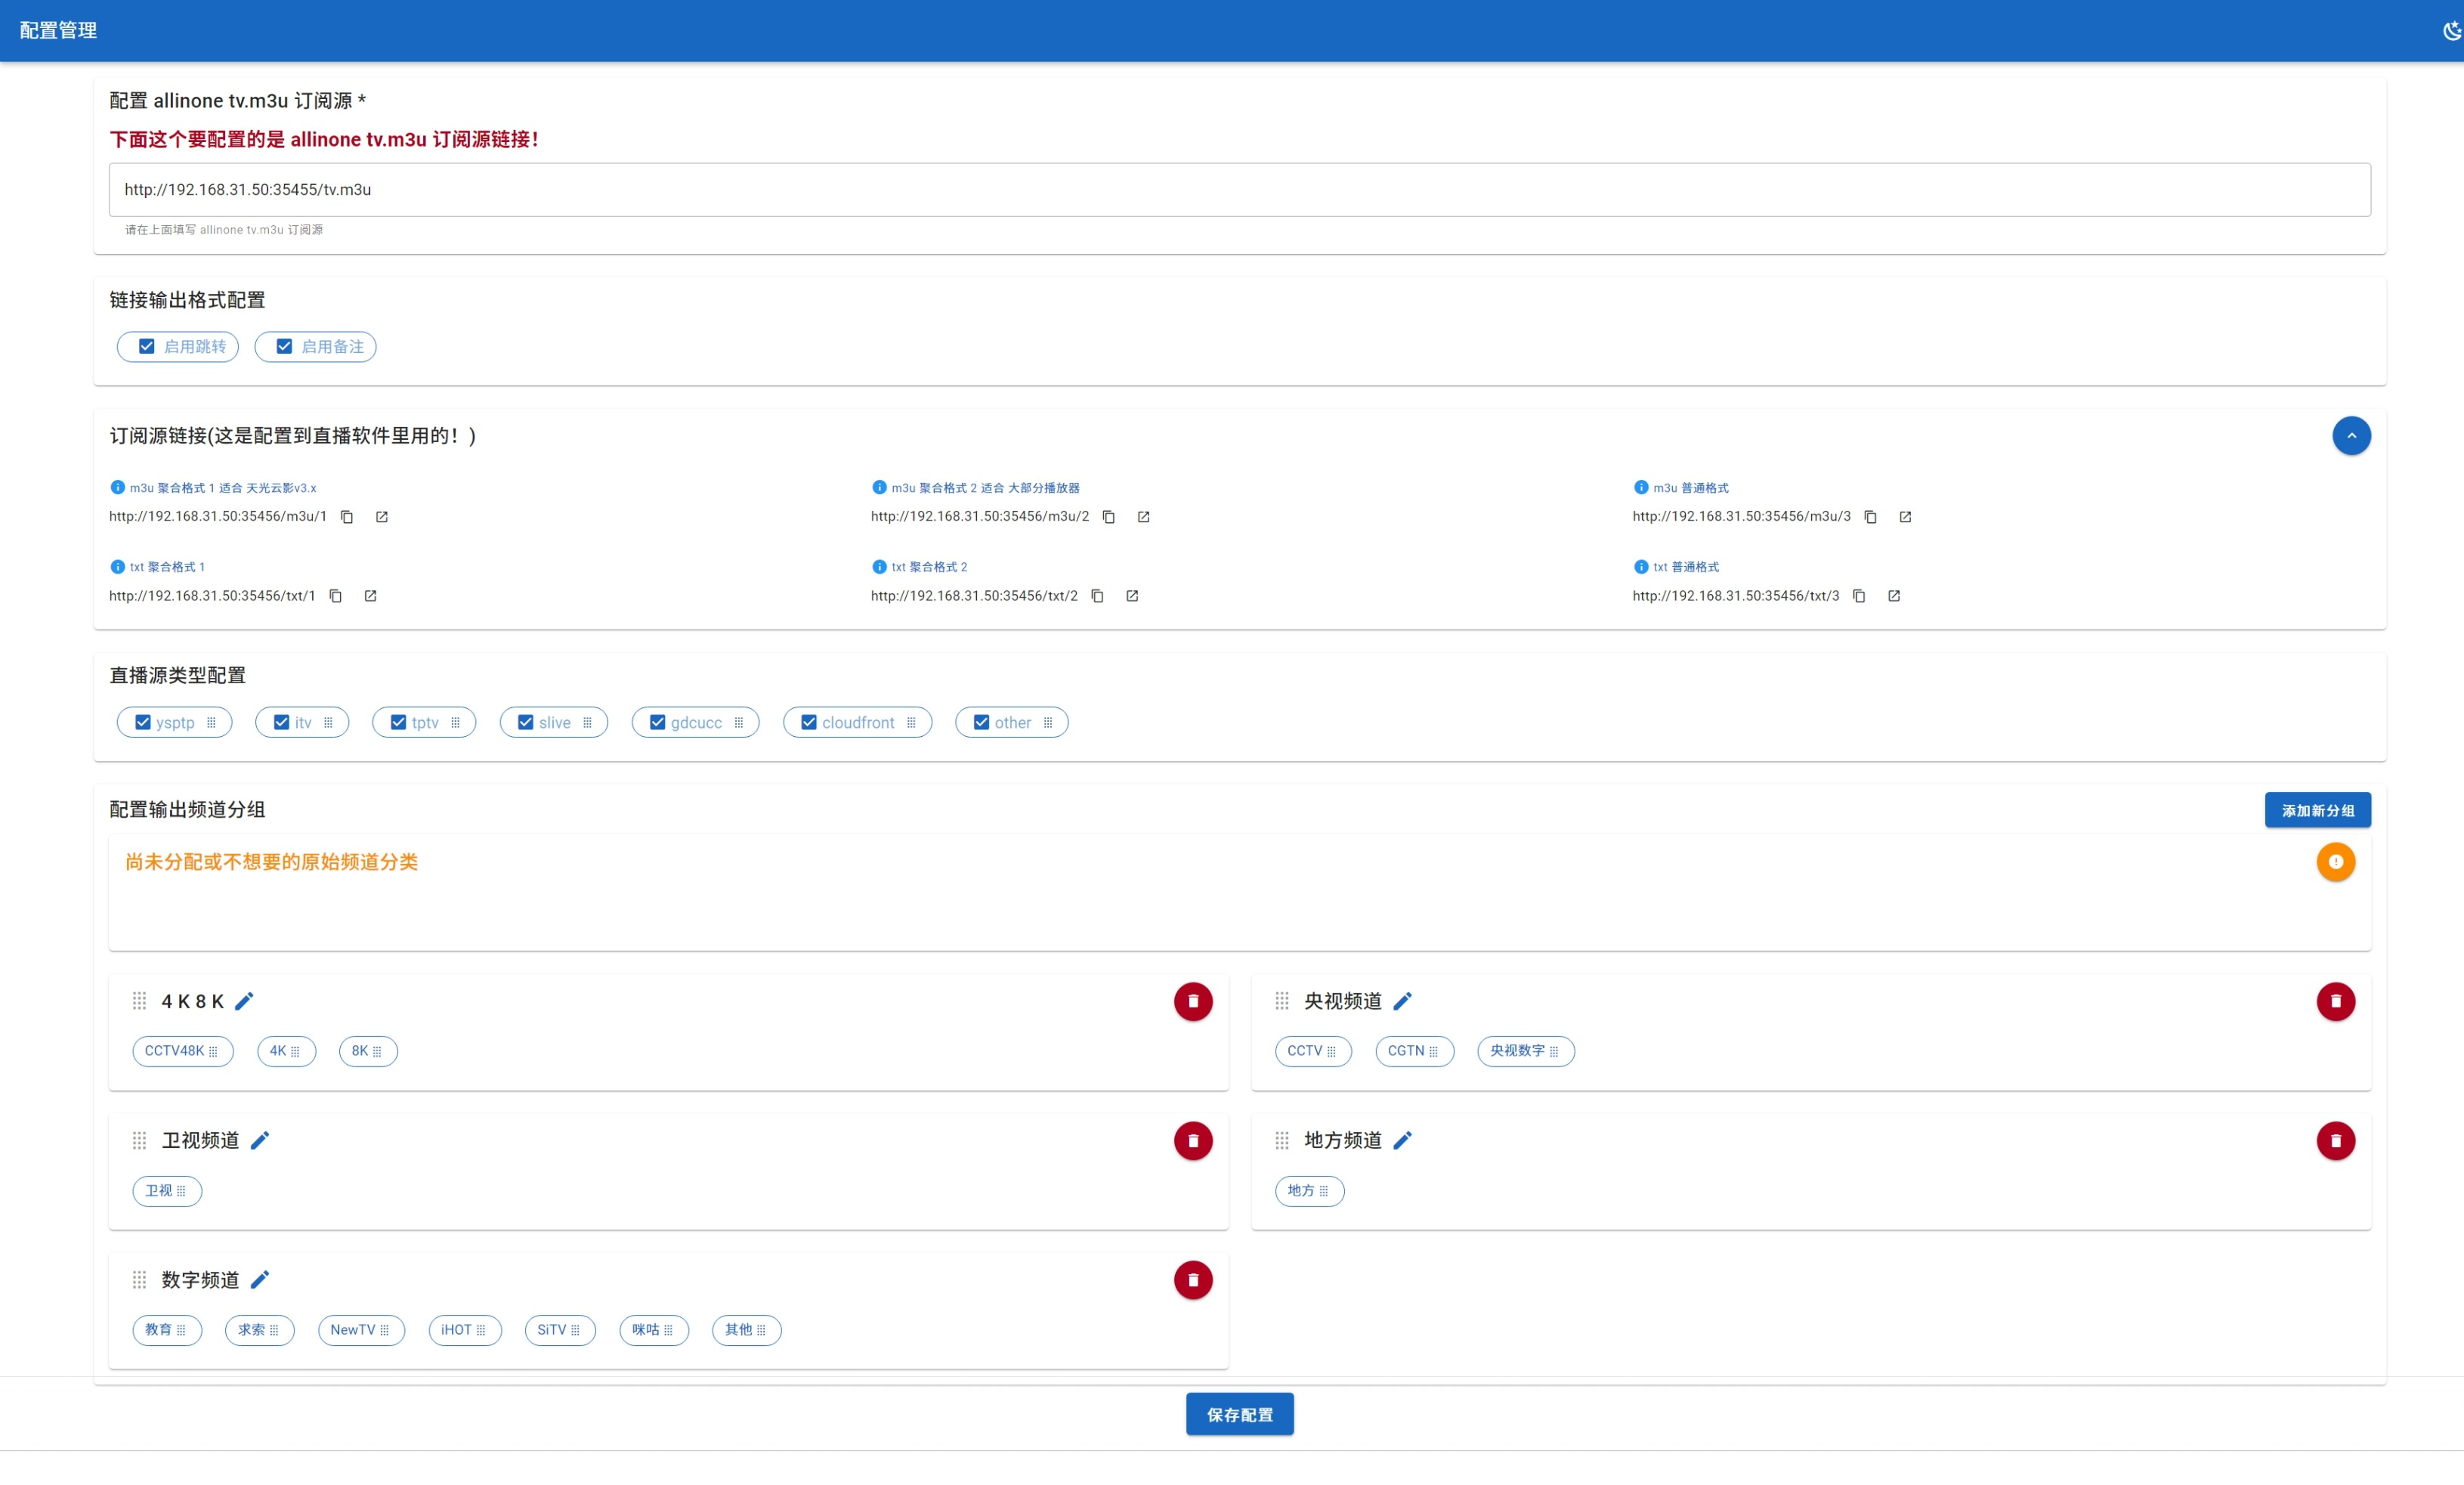 配置管理
配置 allinone tv.m3u 订阅源 *
下面这个要配置的是 allinone tv.m3u 订阅源链接！
http://192.168.31.50:35455/tv.m3u
请在上面填写 allinone tv.m3u 订阅源
链接输出格式配置
启用跳转 启用备注
订阅源链接(这是配置到直播软件里用的！)
m3u 聚合格式 1 适合 天光云影v3.x
http://192.168.31.50:35456/m3u/1
m3u 聚合格式 2 适合 大部分播放器
http://192.168.31.50:35456/m3u/2
m3u 普通格式
http://192.168.31.50:35456/m3u/3
txt 聚合格式 1
http://192.168.31.50:35456/txt/1
txt 聚合格式 2
http://192.168.31.50:35456/txt/2
txt 普通格式
http://192.168.31.50:35456/txt/3
直播源类型配置
ysptp itv tptv slive gdcucc cloudfront other
配置输出频道分组
添加新分组
尚未分配或不想要的原始频道分类
4 K 8 K
CCTV48K 4K 8K
央视频道
CCTV CGTN 央视数字
卫视频道
卫视
地方频道
地方
数字频道
教育 求索 NewTV iHOT SiTV 咪咕 其他
保存配置